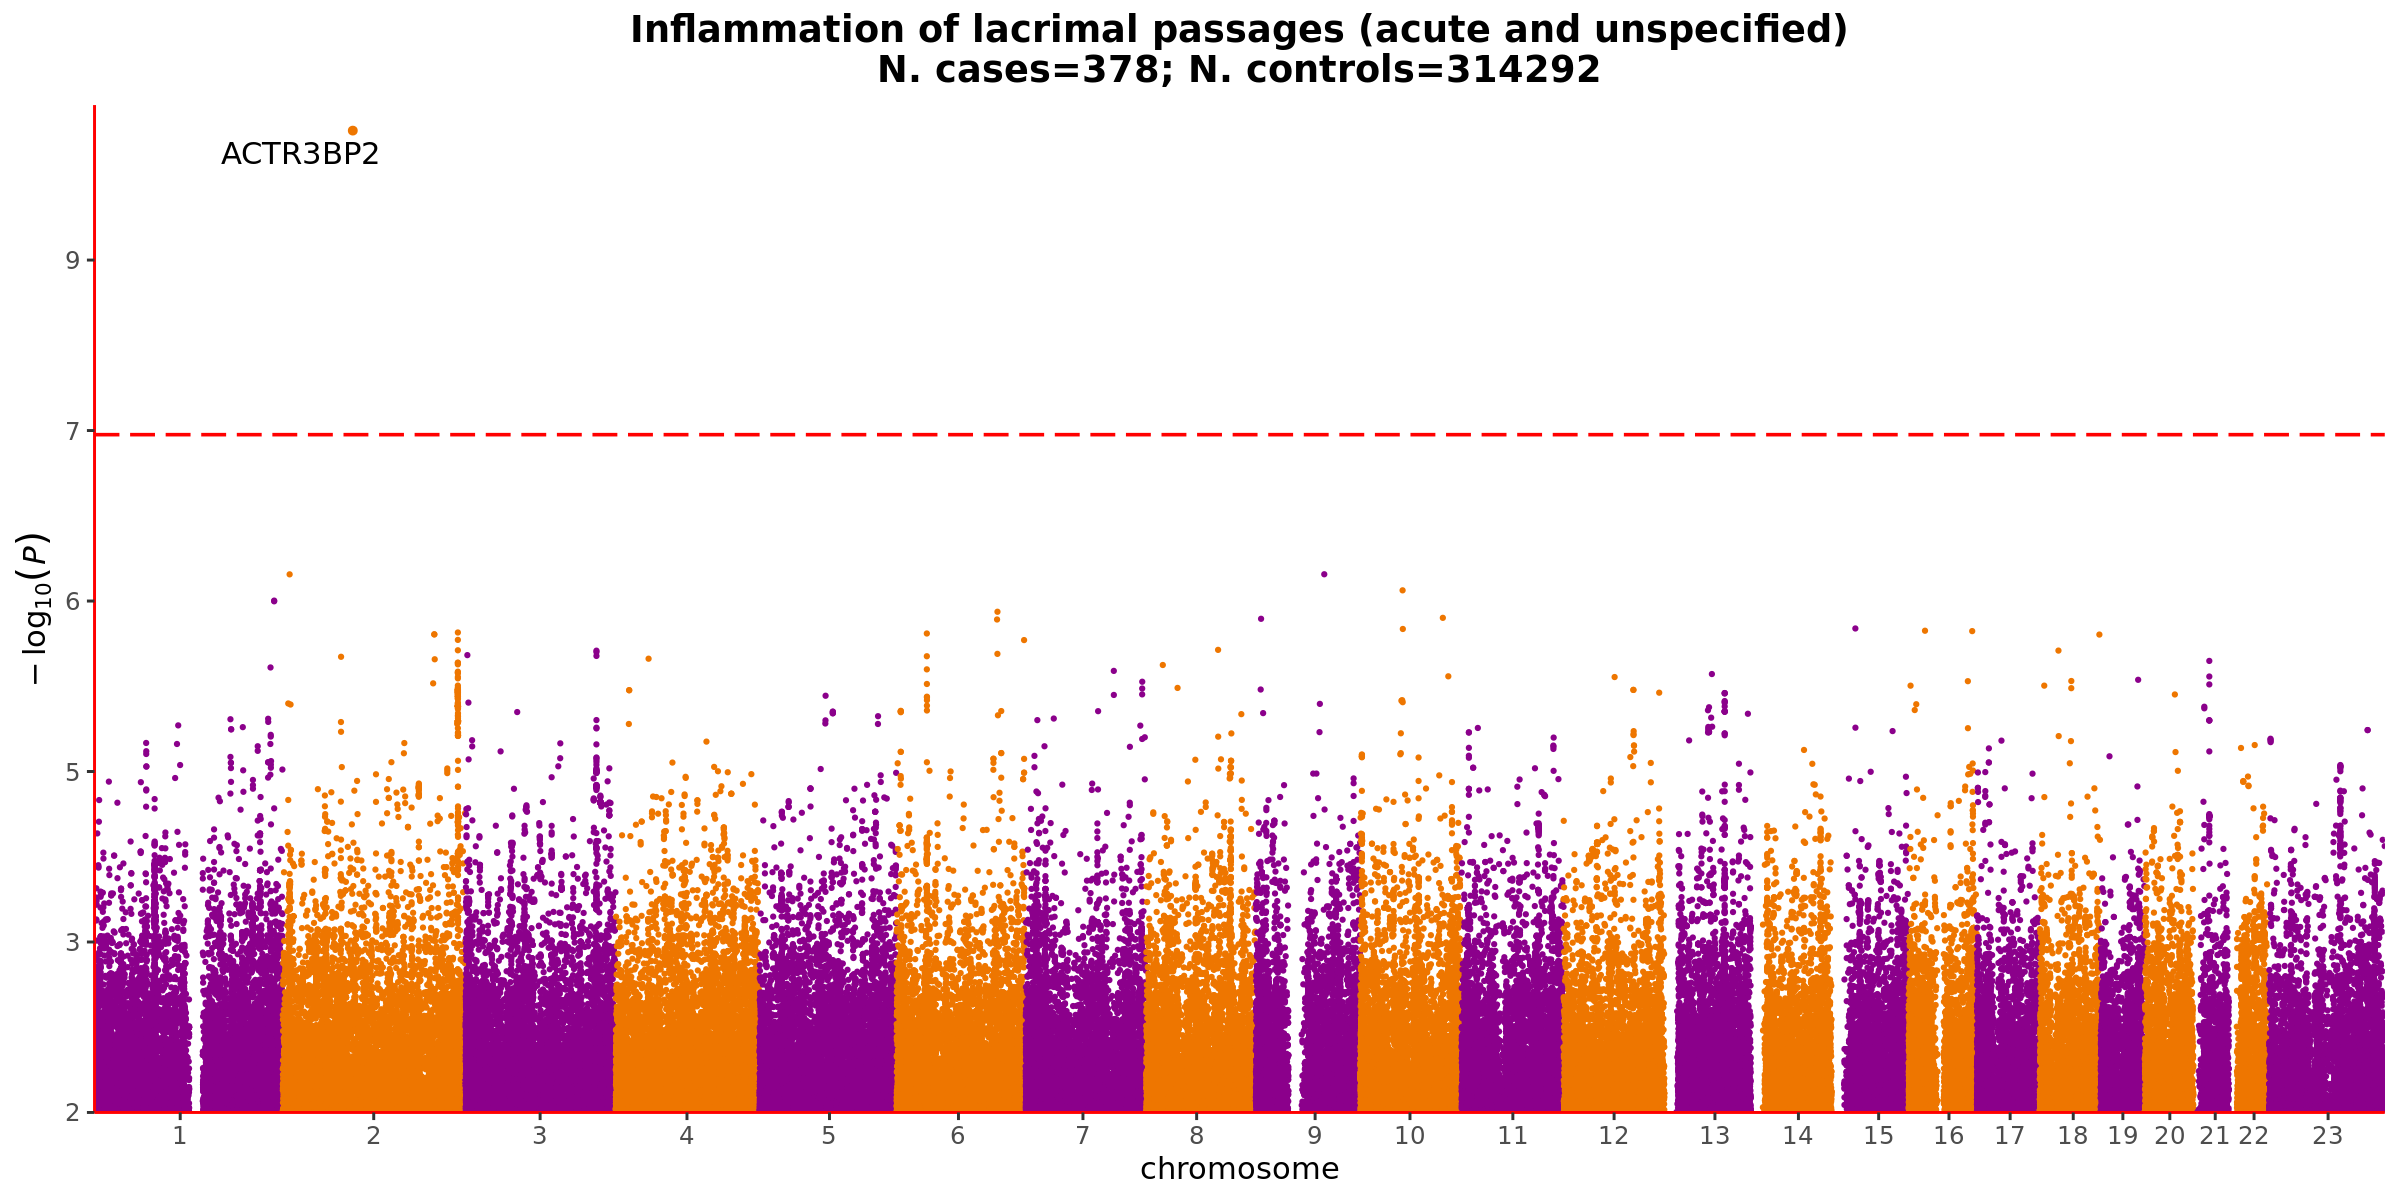 Inflammation of lacrimal passages (acute and unspecified)
N. cases=378; N. controls=314292
ACTR3BP2
9
7
6
5
3
2
−log10(P)
1 2 3 4 5 6 7 8 9 10 11 12 13 14 15 16 17 18 19 20 21 22 23
chromosome